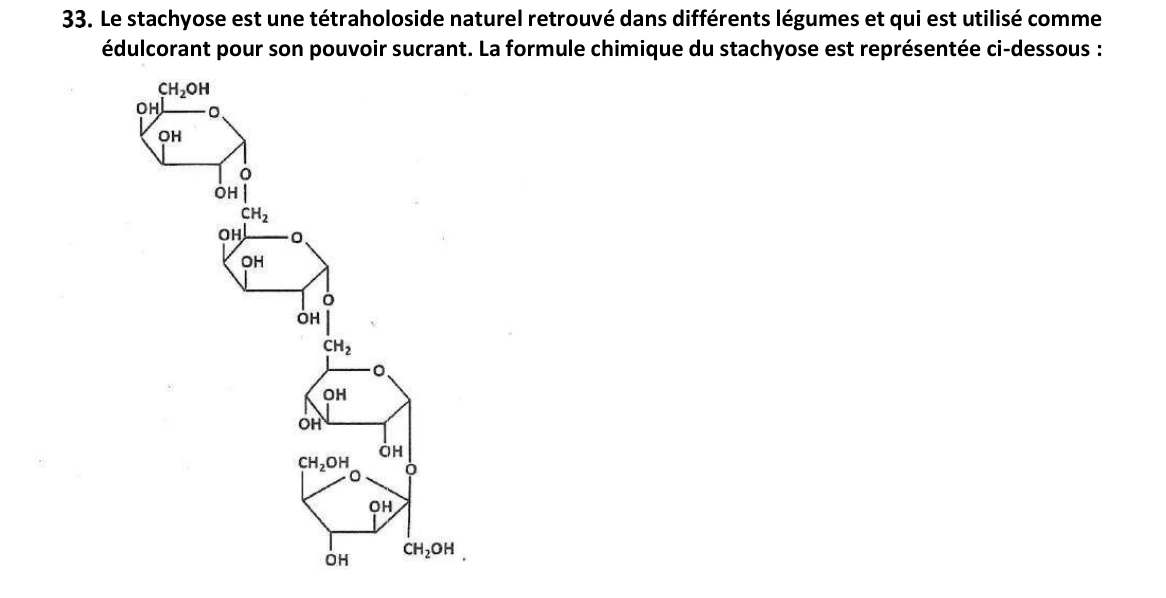 33. Le stachyose est une tétraholoside naturel retrouvé dans différents légumes et qui est utilisé comme
édulcorant pour son pouvoir sucrant. La formule chimique du stachyose est représentée ci-dessous :
CH₂OH
OH O
OH
O
OH
CH₂
OH O
OH
O
OH
CH₂
O
OH
OH
OH
CH₂OH O
O
OH
OH CH₂OH